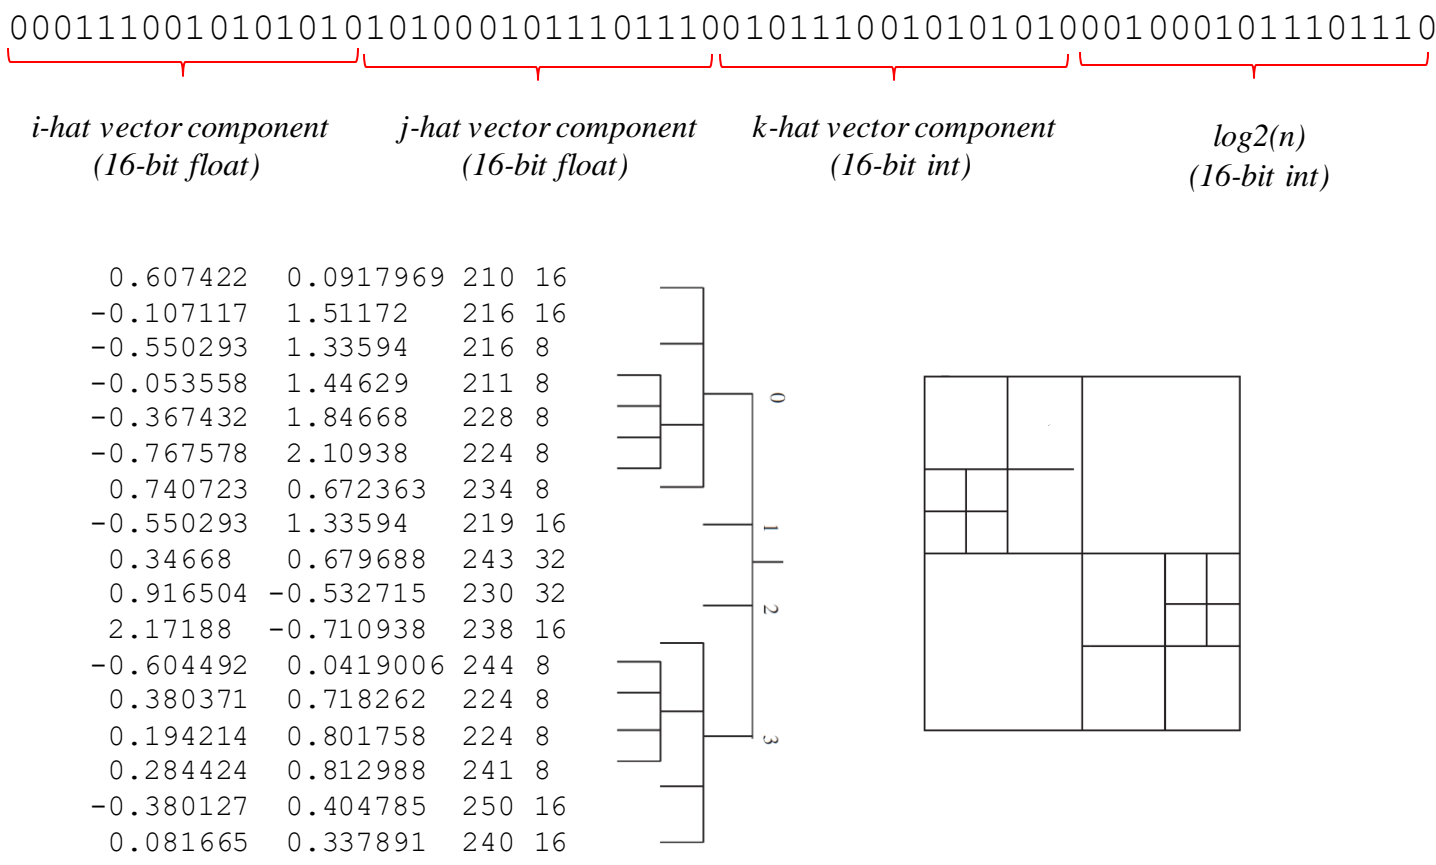 00011100101010101010001011101110001011100101010100010001011101110
i-hat vector component
(16-bit float)
j-hat vector component
(16-bit float)
k-hat vector component
(16-bit int)
log2(n)
(16-bit int)
0.607422 0.0917969 210 16
-0.107117 1.51172 216 16
-0.550293 1.33594 216 8
-0.053558 1.44629 211 8
-0.367432 1.84668 228 8
-0.767578 2.10938 224 8
0.740723 0.672363 234 8
-0.550293 1.33594 219 16
0.34668 0.679688 243 32
0.916504 -0.532715 230 32
2.17188 -0.710938 238 16
-0.604492 0.0419006 244 8
0.380371 0.718262 224 8
0.194214 0.801758 224 8
0.284424 0.812988 241 8
-0.380127 0.404785 250 16
0.081665 0.337891 240 16
0
1
2
3